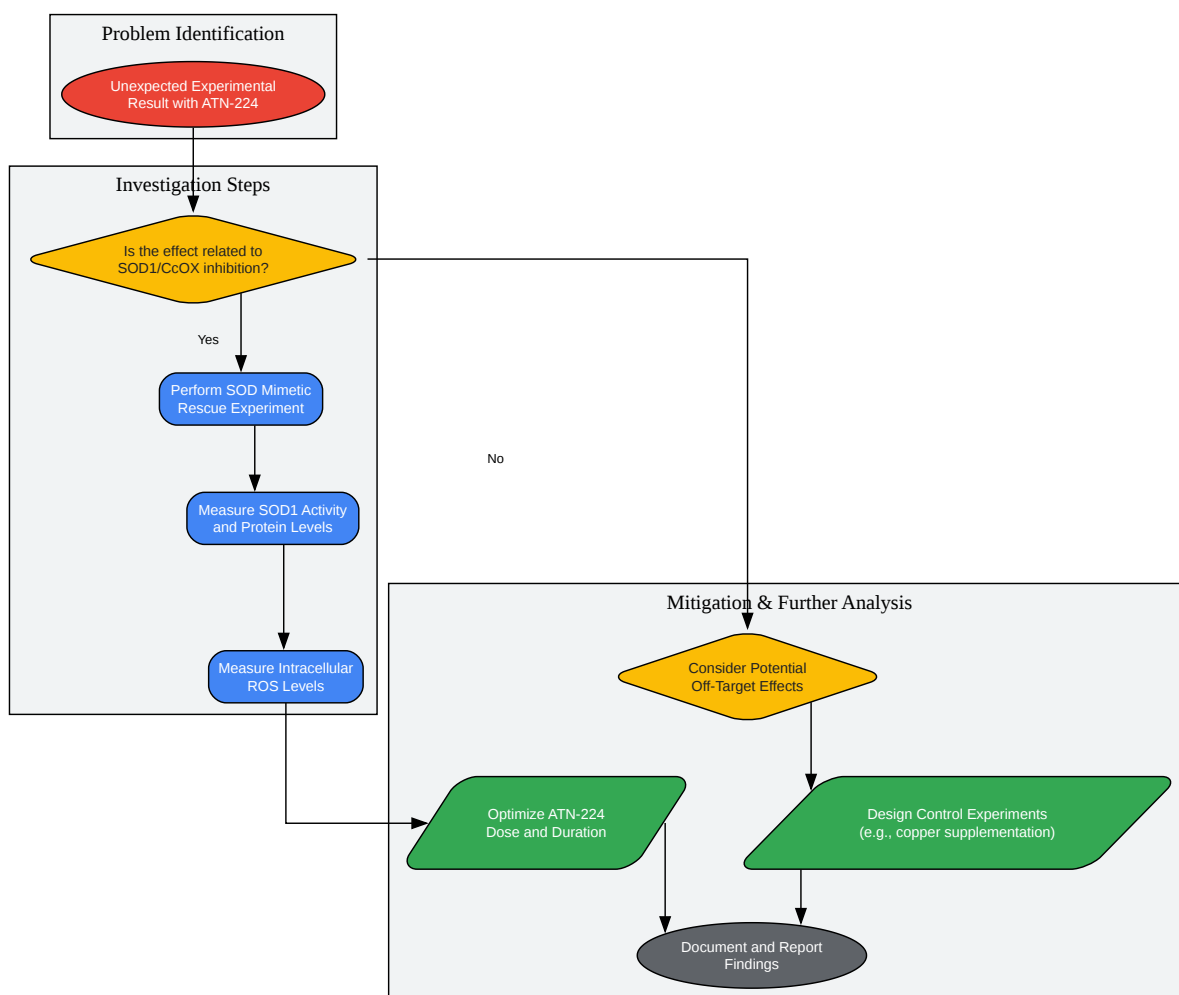 Problem Identification
Unexpected Experimental
Result with ATN-224
Investigation Steps
Is the effect related to
SOD1/CcOX inhibition?
Yes
Perform SOD Mimetic
Rescue Experiment
No
Measure SOD1 Activity
and Protein Levels
Measure Intracellular
ROS Levels
Mitigation & Further Analysis
Consider Potential
Off-Target Effects
Optimize ATN-224
Dose and Duration
Design Control Experiments
(e.g., copper supplementation)
Document and Report
Findings